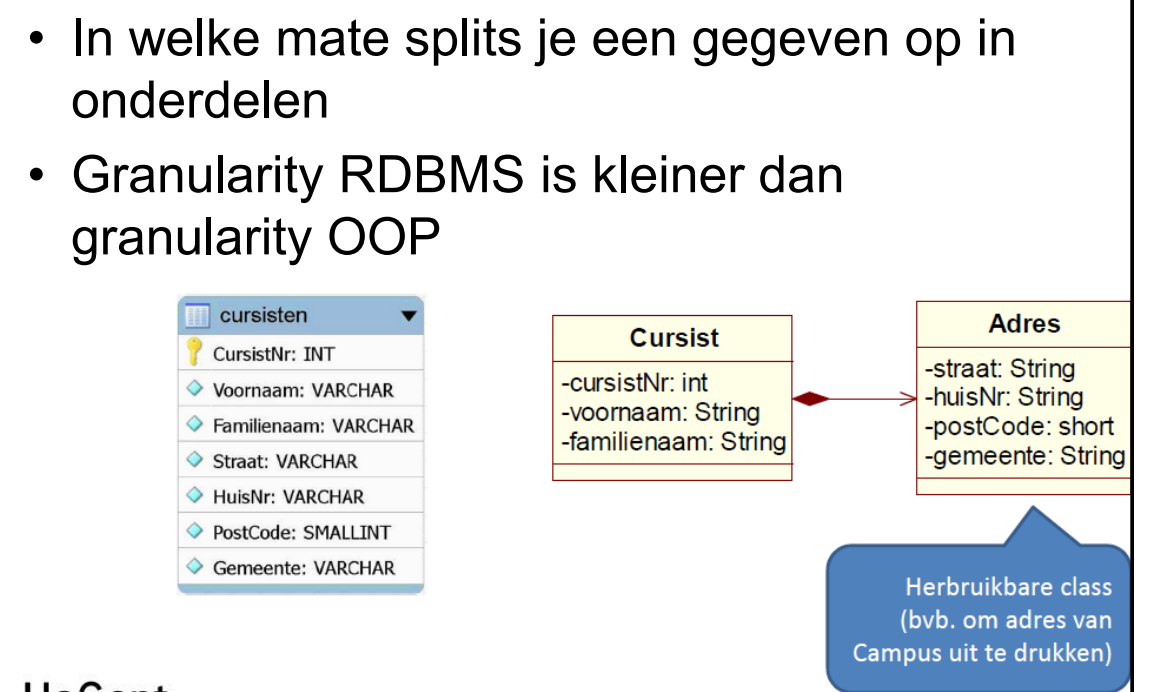 • In welke mate splits je een gegeven op in
onderdelen
• Granularity RDBMS is kleiner dan
granularity OOP
cursisten
CursistNr: INT
Voornaam: VARCHAR
Familienaam: VARCHAR
Straat: VARCHAR
HuisNr: VARCHAR
PostCode: SMALLINT
Gemeente: VARCHAR
Cursist
-cursistNr: int
-voornaam: String
-familienaam: String
Adres
-straat: String
-huisNr: String
-postCode: short
-gemeente: String
Herbruikbare class
(bvb. om adres van
Campus uit te drukken)